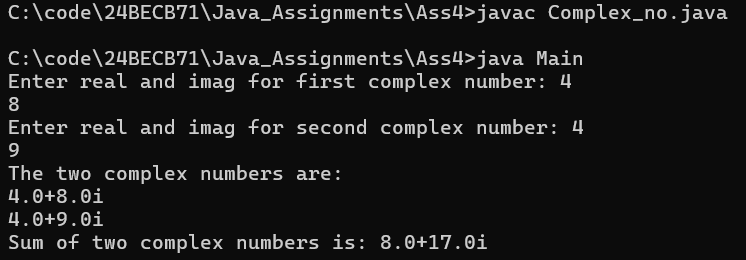 C:\code\24BECB71\Java_Assignments\Ass4>javac Complex_no.java
C:\code\24BECB71\Java_Assignments\Ass4>java Main
Enter real and imag for first complex number: 4
8
Enter real and imag for second complex number: 4
9
The two complex numbers are:
4.0+8.0i
4.0+9.0i
Sum of two complex numbers is: 8.0+17.0i